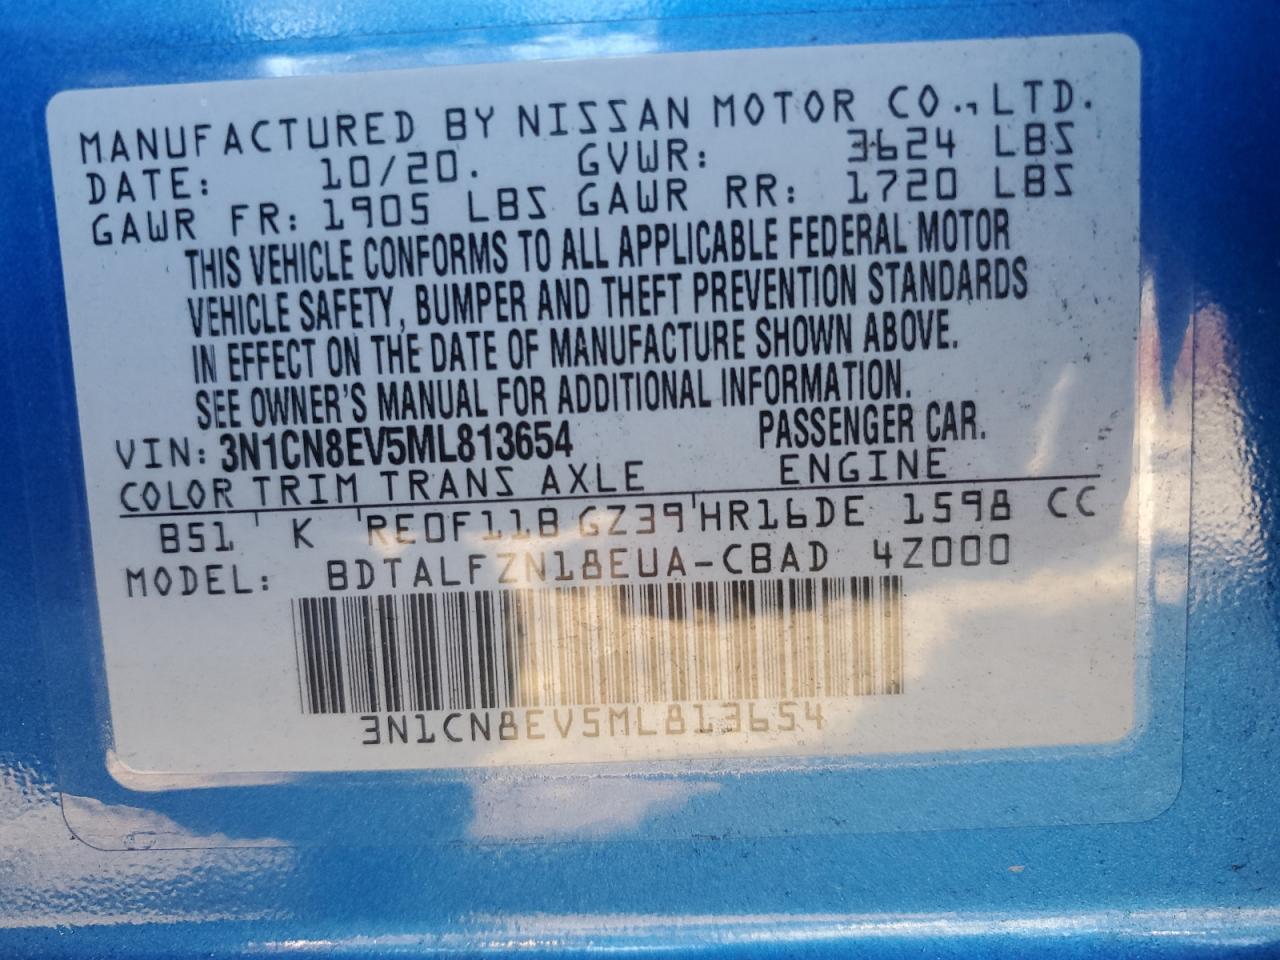 MANUFACTURED BY NISSAN MOTOR CO., LTD.
DATE: 10/20. GVWR: 3624 LBS
GAWR FR: 1905 LBS GAWR RR: 1720 LBS
THIS VEHICLE CONFORMS TO ALL APPLICABLE FEDERAL MOTOR
VEHICLE SAFETY, BUMPER AND THEFT PREVENTION STANDARDS
IN EFFECT ON THE DATE OF MANUFACTURE SHOWN ABOVE.
SEE OWNER'S MANUAL FOR ADDITIONAL INFORMATION.
VIN: 3N1CN8EV5ML813654 PASSENGER CAR.
COLOR TRIM TRANS AXLE ENGINE
B51 K RE0F11B GZ39 HR16DE 1598 CC
MODEL: BDTALFZN18EUA-CBAD 4Z000
3N1CN8EV5ML813654